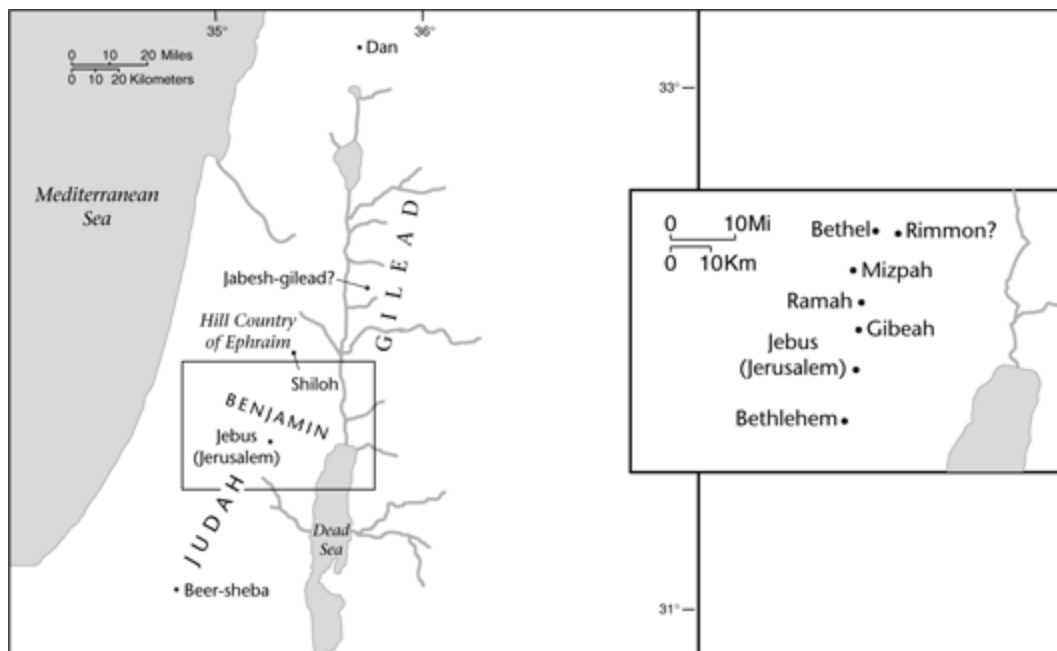 35°
36°
0 10 20 Miles
0 10 20 Kilometers
Dan
33°
Mediterranean
Sea
GILEAD
Jabesh-gilead?
Hill Country
of Ephraim
Shiloh
BENJAMIN
Jebus
(Jerusalem)
JUDAH
Dead
Sea
Beer-sheba
0 10Mi
0 10Km
Bethel
Rimmon?
Mizpah
Ramah
Gibeah
Jebus
(Jerusalem)
Bethlehem
31°